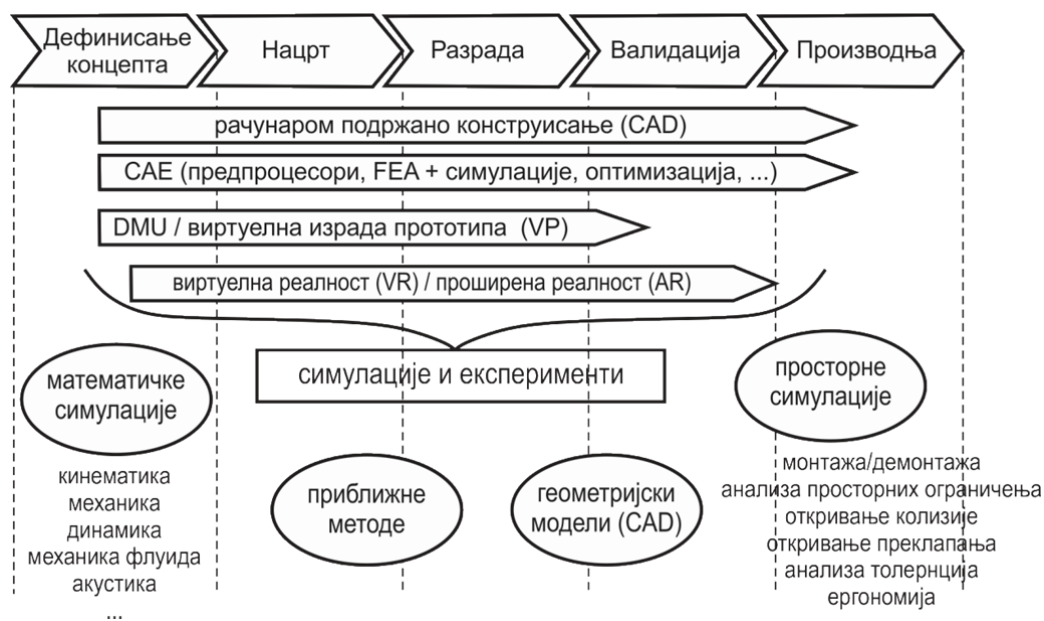 Дефинисање
концепта
Нацрт
Разрада
Валидација
Производња
рачунаром подржано конструисање (CAD)
CAE (предпроцесори, FEA + симулације, оптимизација, ...)
DMU / виртуелна израда прототипа (VP)
виртуелна реалност (VR) / проширена реалност (AR)
симулације и експерименти
математичке
симулације
кинематика
механика
динамика
механика флуида
акустика
...
приближне
методе
геометријски
модели (CAD)
просторне
симулације
монтажа/демонтажа
анализа просторних ограничења
откривање колизије
откривање преклапања
анализа толернција
ергономија